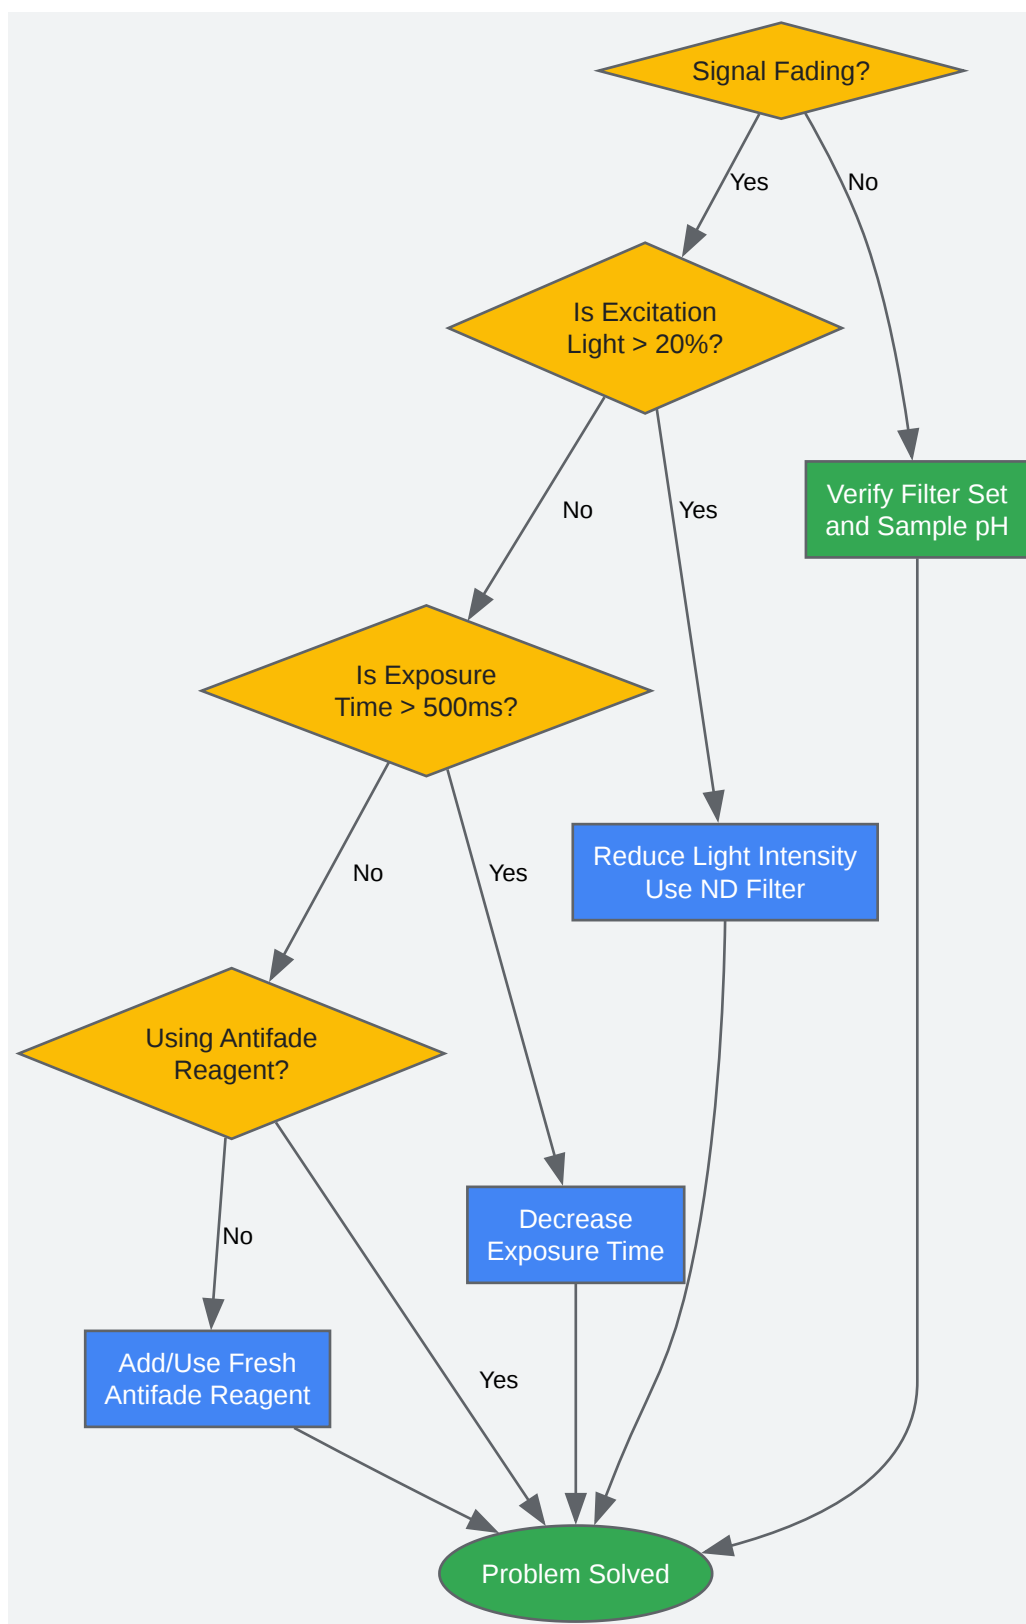 Signal Fading?
Yes
No
Is Excitation
Light > 20%?
No
Yes
Verify Filter Set
and Sample pH
Is Exposure
Time > 500ms?
No
Yes
Reduce Light Intensity
Use ND Filter
Using Antifade
Reagent?
No
Decrease
Exposure Time
Add/Use Fresh
Antifade Reagent
Yes
Problem Solved